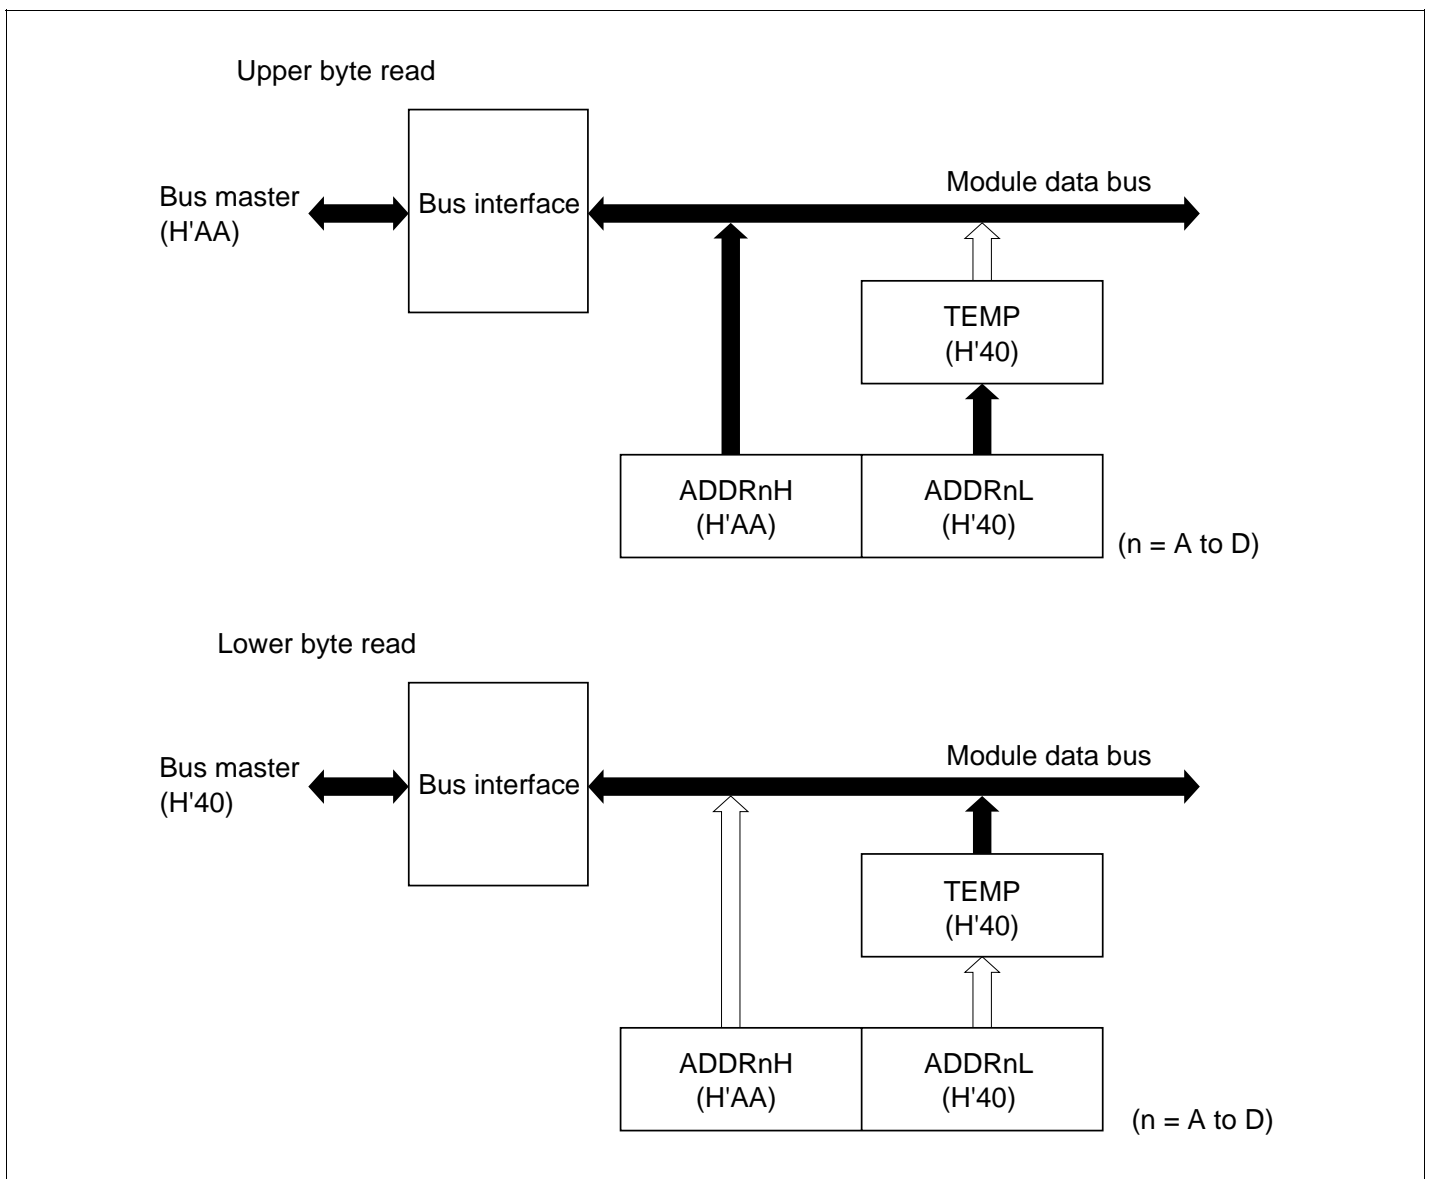 Upper byte read
Bus master
(H'AA)
Bus interface
Module data bus
TEMP
(H'40)
ADDRnH
(H'AA)
ADDRnL
(H'40)
(n = A to D)
Lower byte read
Bus master
(H'40)
Bus interface
Module data bus
TEMP
(H'40)
ADDRnH
(H'AA)
ADDRnL
(H'40)
(n = A to D)